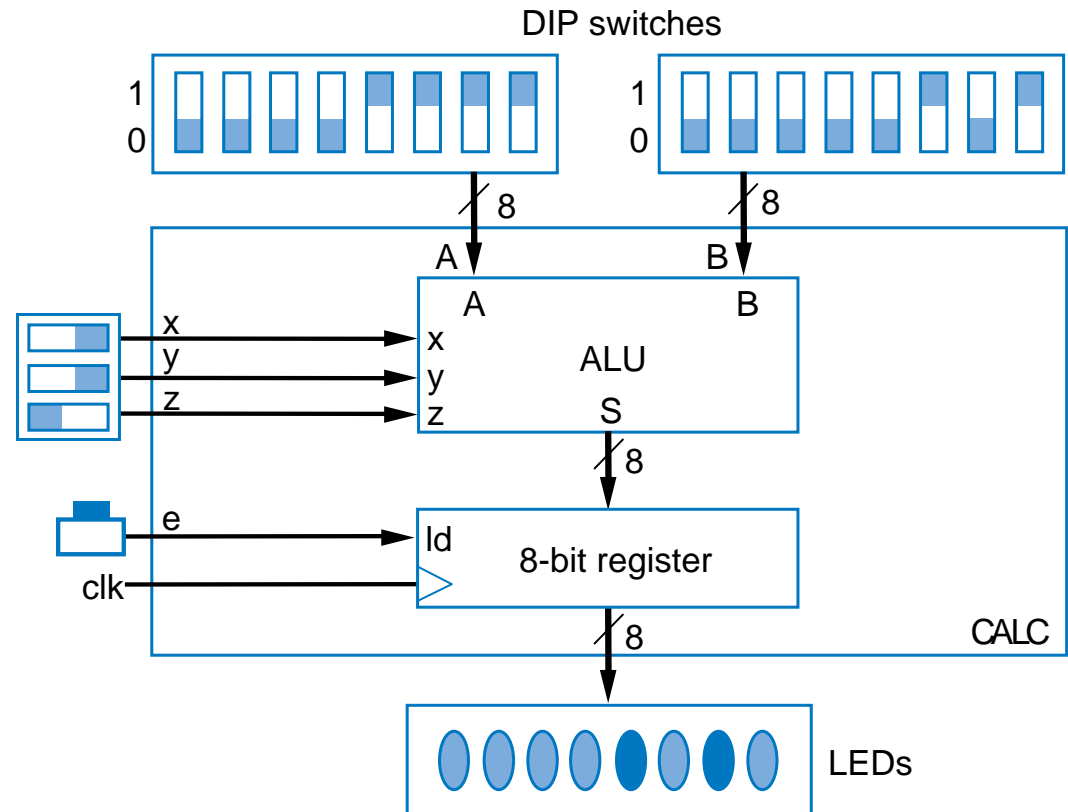 DIP switches
1
0
1
0
8
8
A
B
A
B
x
y
z
x
y
z
ALU
S
8
e
ld
8-bit register
clk
8
CALC
LEDs